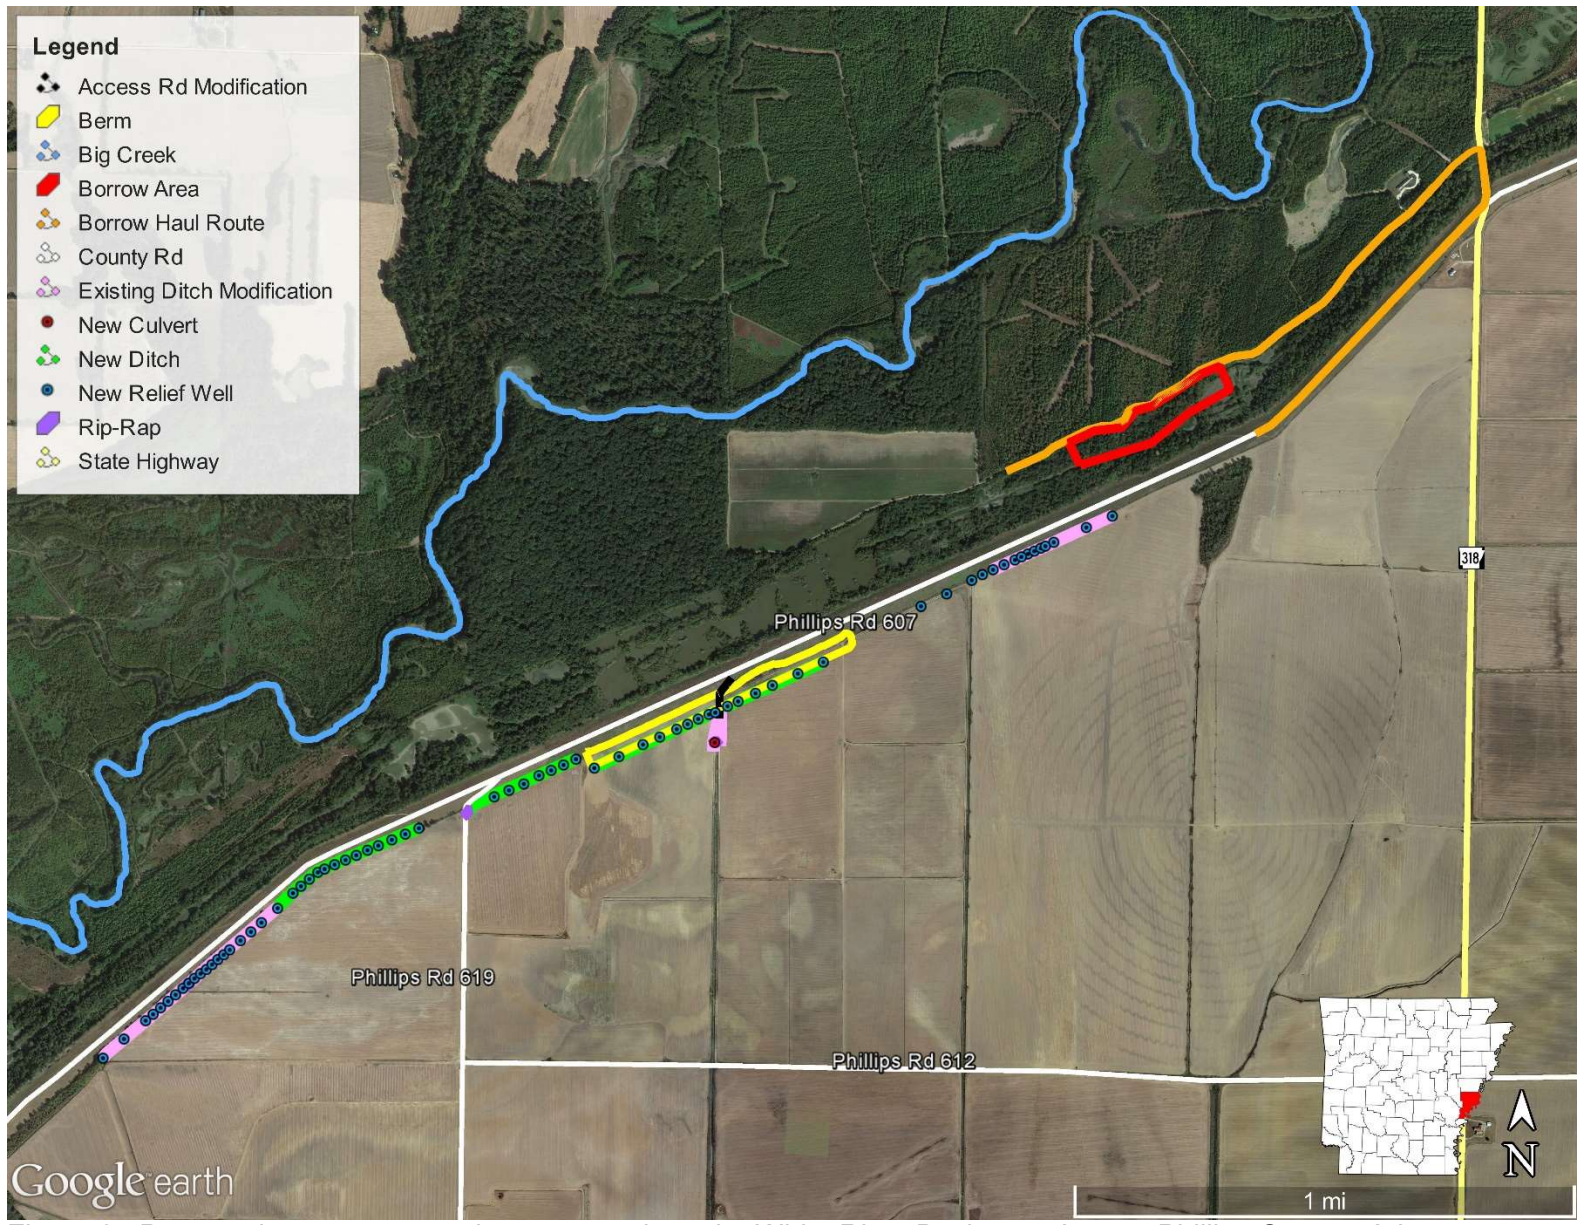 Legend
Access Rd Modification
Berm
Big Creek
Borrow Area
Borrow Haul Route
County Rd
Existing Ditch Modification
New Culvert
New Ditch
New Relief Well
Rip-Rap
State Highway
318
Phillips Rd 607
Phillips Rd 619
Phillips Rd 612
Google earth
N
1 mi